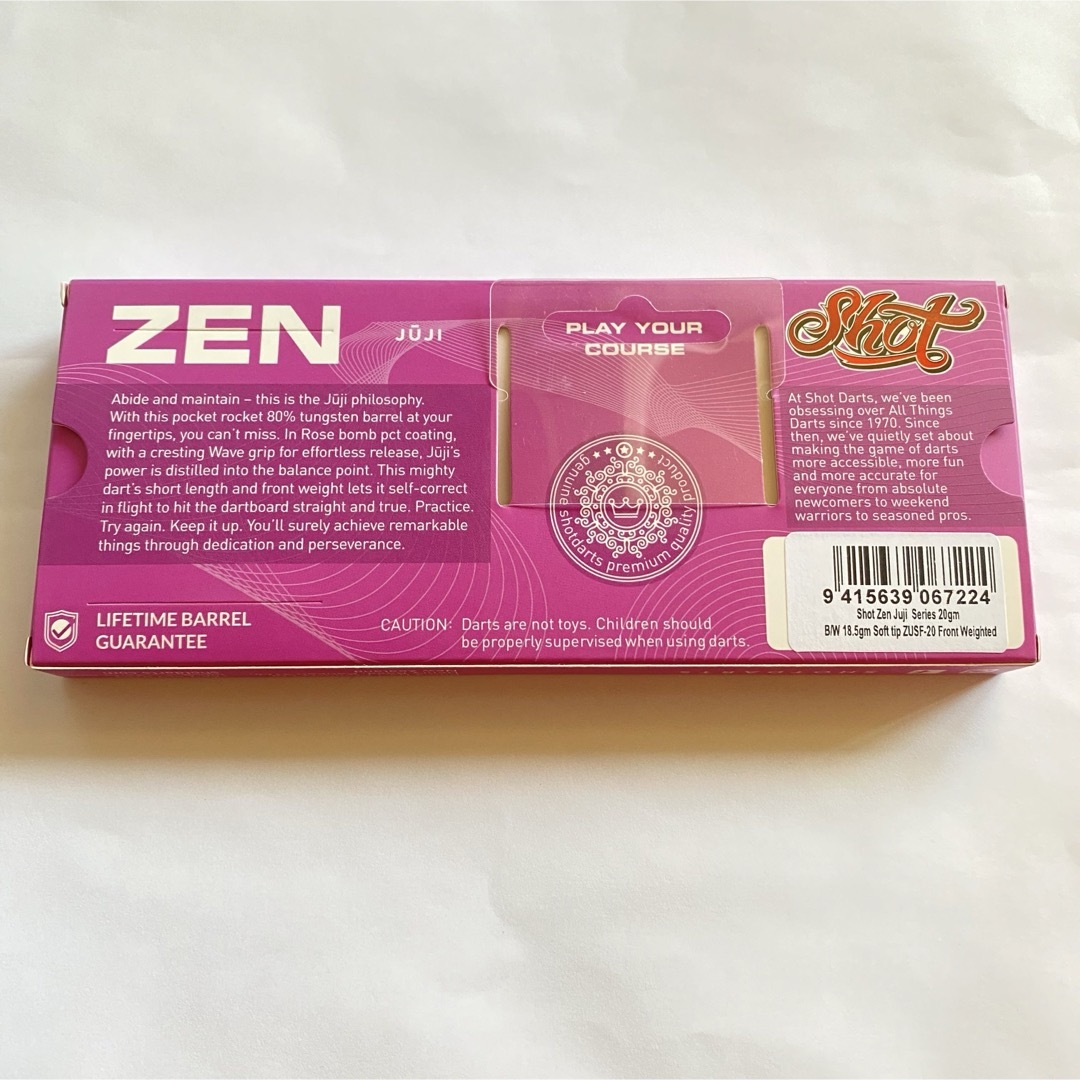 ZEN
JŪJI
Abide and maintain – this is the Jūji philosophy.
With this pocket rocket 80% tungsten barrel at your
fingertips, you can't miss. In Rose bomb pct coating,
with a cresting Wave grip for effortless release, Jūji's
power is distilled into the balance point. This mighty
dart's short length and front weight lets it self-correct
in flight to hit the dartboard straight and true. Practice.
Try again. Keep it up. You'll surely achieve remarkable
things through dedication and perseverance.
LIFETIME BARREL
GUARANTEE
PLAY YOUR
COURSE
genuine shotdarts premium quality product
CAUTION: Darts are not toys. Children should
be properly supervised when using darts.
Shot
At Shot Darts, we've been
obsessing over All Things
Darts since 1970. Since
then, we've quietly set about
making the game of darts
more accessible, more fun
and more accurate for
everyone from absolute
newcomers to weekend
warriors to seasoned pros.
9 415639 067224
Shot Zen Juji Series 20gm
B/W 18.5gm Soft tip ZUSF-20 Front Weighted